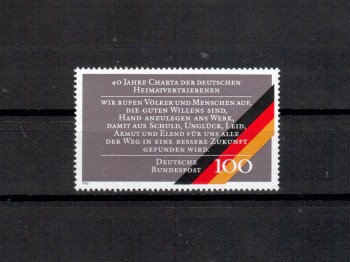 40 JAHRE CHARTA DER DEUTSCHEN
HEIMATVERTRIEBENEN
WIR RUFEN VÖLKER UND MENSCHEN AUF,
DIE GUTEN WILLENS SIND,
HAND ANZULEGEN ANS WERK,
DAMIT AUS SCHULD, UNGLÜCK, LEID,
ARMUT UND ELEND FÜR UNS ALLE
DER WEG IN EINE BESSERE ZUKUNFT
GEFUNDEN WIRD.
DEUTSCHE
BUNDESPOST 100